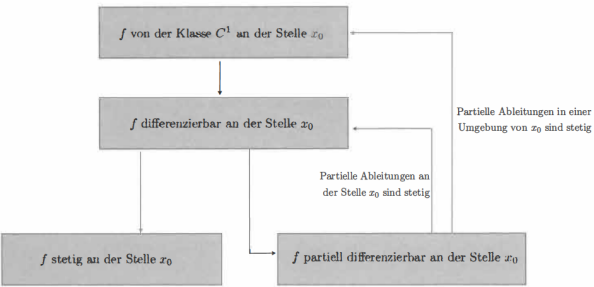 f von der Klasse C¹ an der Stelle x₀
f differenzierbar an der Stelle x₀
Partielle Ableitungen in einer
Umgebung von x₀ sind stetig
Partielle Ableitungen an
der Stelle x₀ sind stetig
f stetig an der Stelle x₀
f partiell differenzierbar an der Stelle x₀